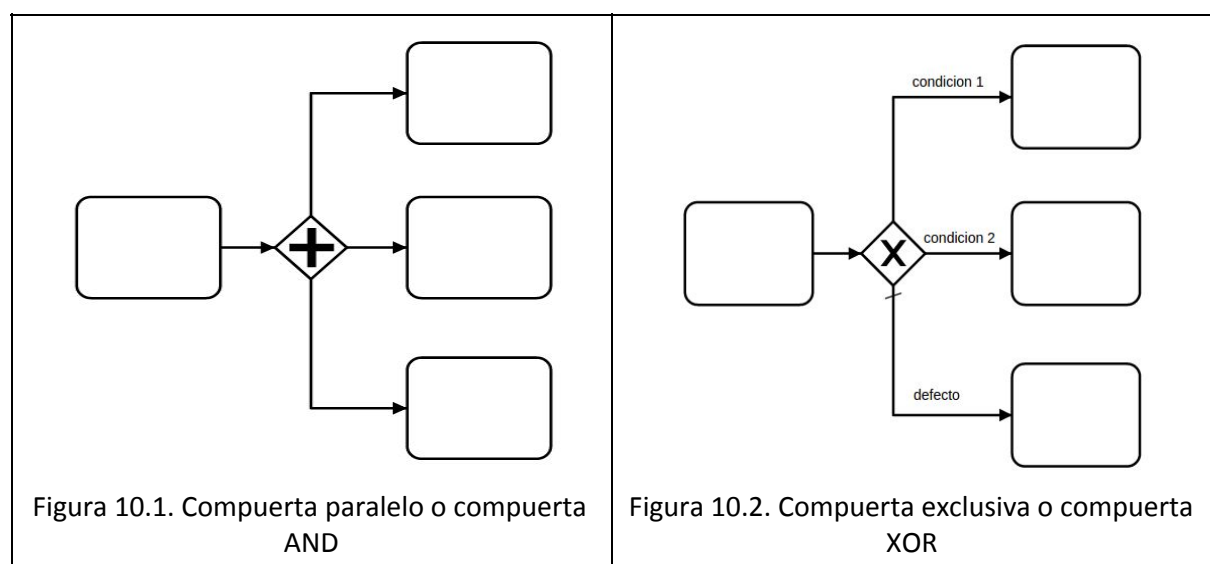 condicion 1
condicion 2
X
defecto
Figura 10.1. Compuerta paralelo o compuerta
AND
Figura 10.2. Compuerta exclusiva o compuerta
XOR